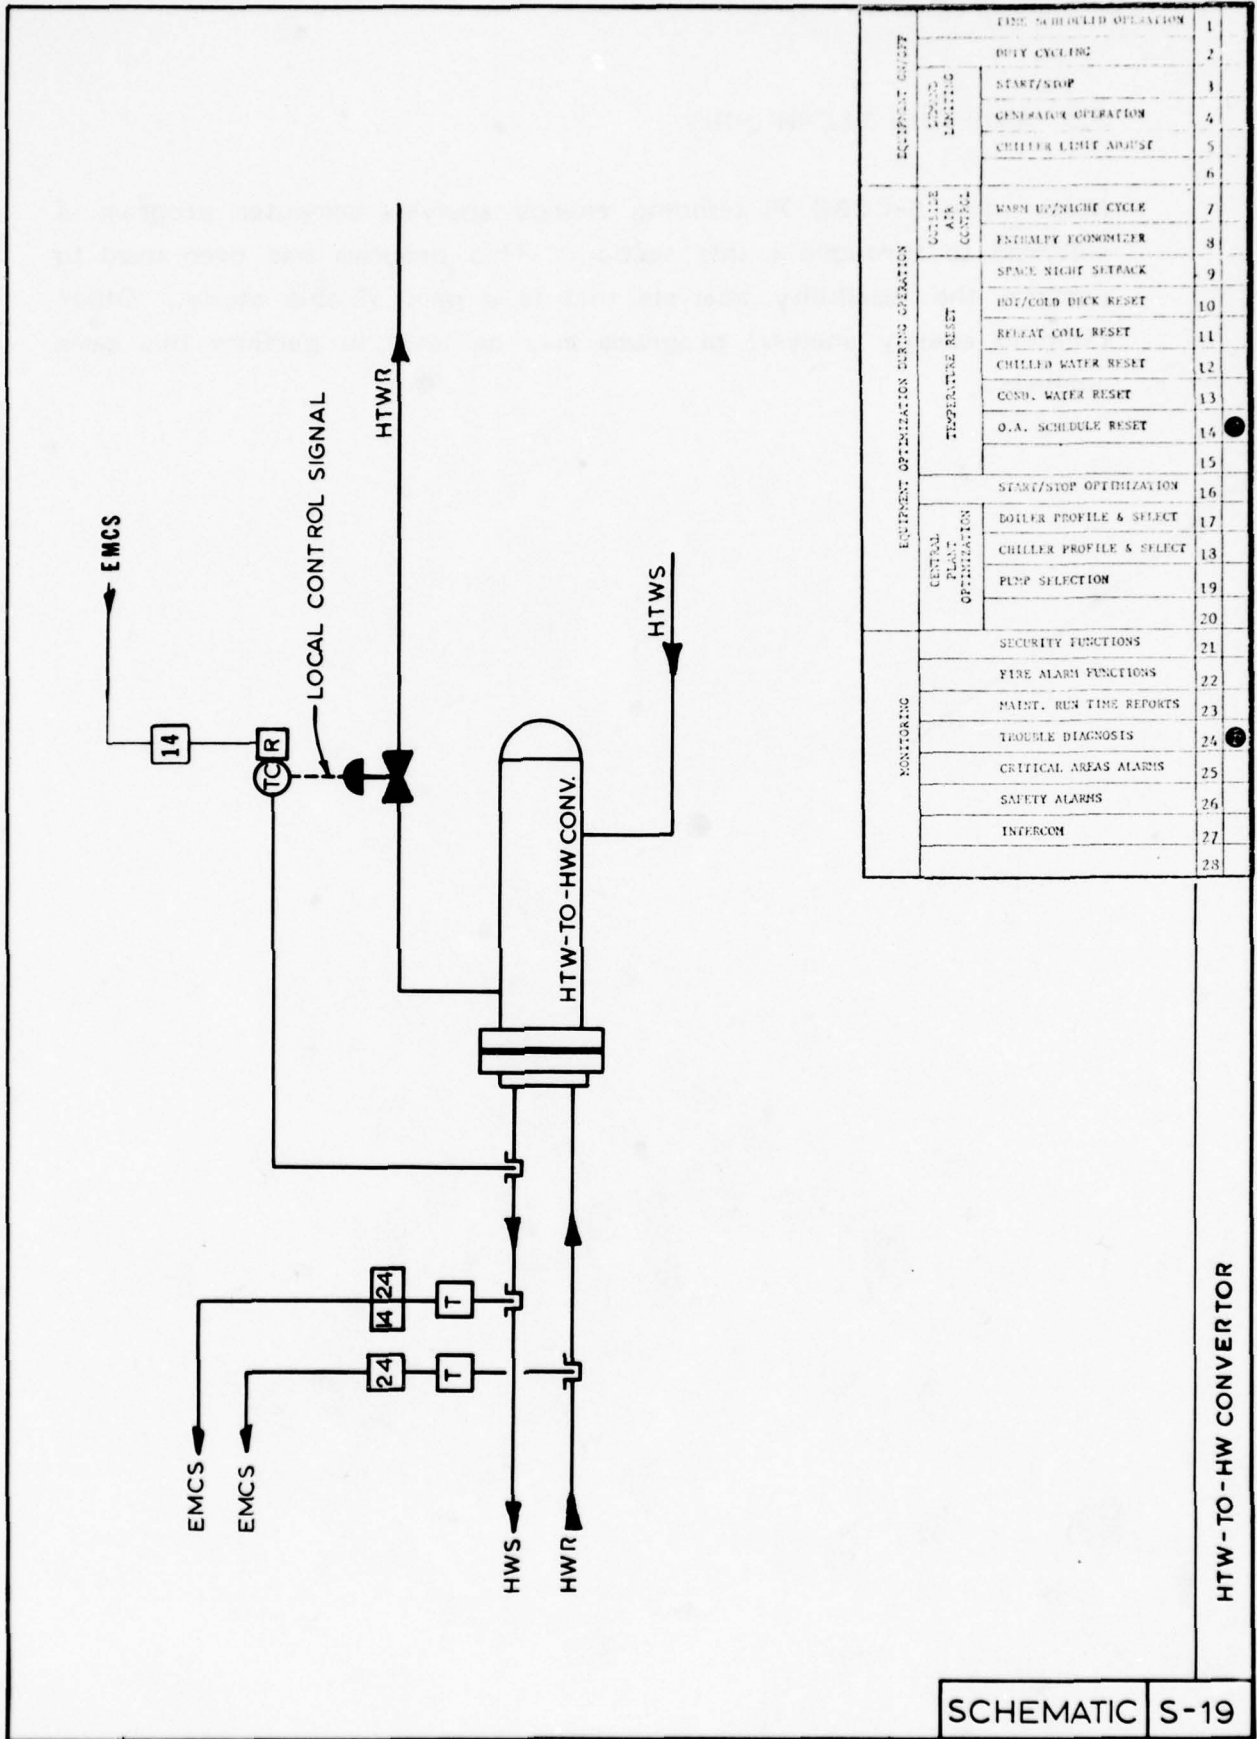 EQUIPMENT ON/OFF
TIME SCHEDULED OPERATION 1
DUTY CYCLING 2
DEMAND LIMITING
START/STOP 3
GENERATOR OPERATION 4
CHILLER LIMIT ADJUST 5
6
EQUIPMENT OPTIMIZATION DURING OPERATION
OUTSIDE AIR CONTROL
WARM UP/NIGHT CYCLE 7
ENTHALPY ECONOMIZER 8
TEMPERATURE RESET
SPACE NIGHT SETBACK 9
HOT/COLD DECK RESET 10
REHEAT COIL RESET 11
CHILLED WATER RESET 12
COND. WATER RESET 13
O.A. SCHEDULE RESET 14
15
START/STOP OPTIMIZATION 16
CENTRAL PLANT OPTIMIZATION
BOILER PROFILE & SELECT 17
CHILLER PROFILE & SELECT 18
PUMP SELECTION 19
20
MONITORING
SECURITY FUNCTIONS 21
FIRE ALARM FUNCTIONS 22
MAINT. RUN TIME REPORTS 23
TROUBLE DIAGNOSIS 24
CRITICAL AREAS ALARMS 25
SAFETY ALARMS 26
INTERCOM 27
28
EMCS
14
TC R
LOCAL CONTROL SIGNAL
HTWR
HTWS
HTW-TO-HW CONV.
14 24
T
24
T
EMCS
EMCS
HWS
HWR
HTW-TO-HW CONVERTOR
SCHEMATIC S-19